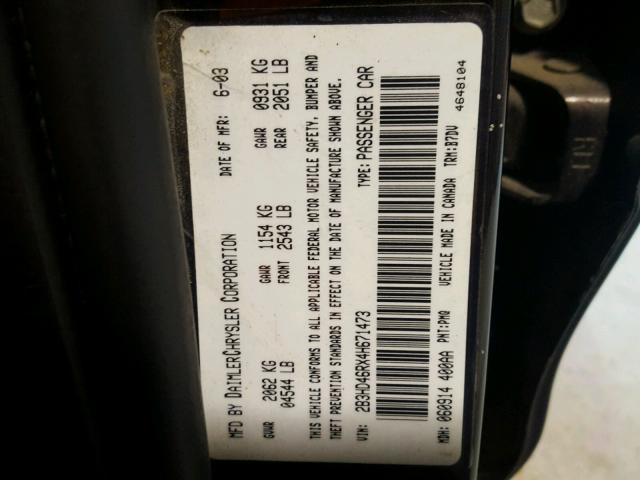 MFD BY DAIMLERCHRYSLER CORPORATION DATE OF MFR: 6-03
GVWR 2062 KG 04544 LB GAWR FRONT 1154 KG 2543 LB GAWR REAR 0931 KG 2051 LB
THIS VEHICLE CONFORMS TO ALL APPLICABLE FEDERAL MOTOR VEHICLE SAFETY, BUMPER AND
THEFT PREVENTION STANDARDS IN EFFECT ON THE DATE OF MANUFACTURE SHOWN ABOVE.
VIN: 2B3HD46RX4H671473 TYPE: PASSENGER CAR
MDH: 060914 400AA PNT:PMQ VEHICLE MADE IN CANADA TRM:B7DV
4648104